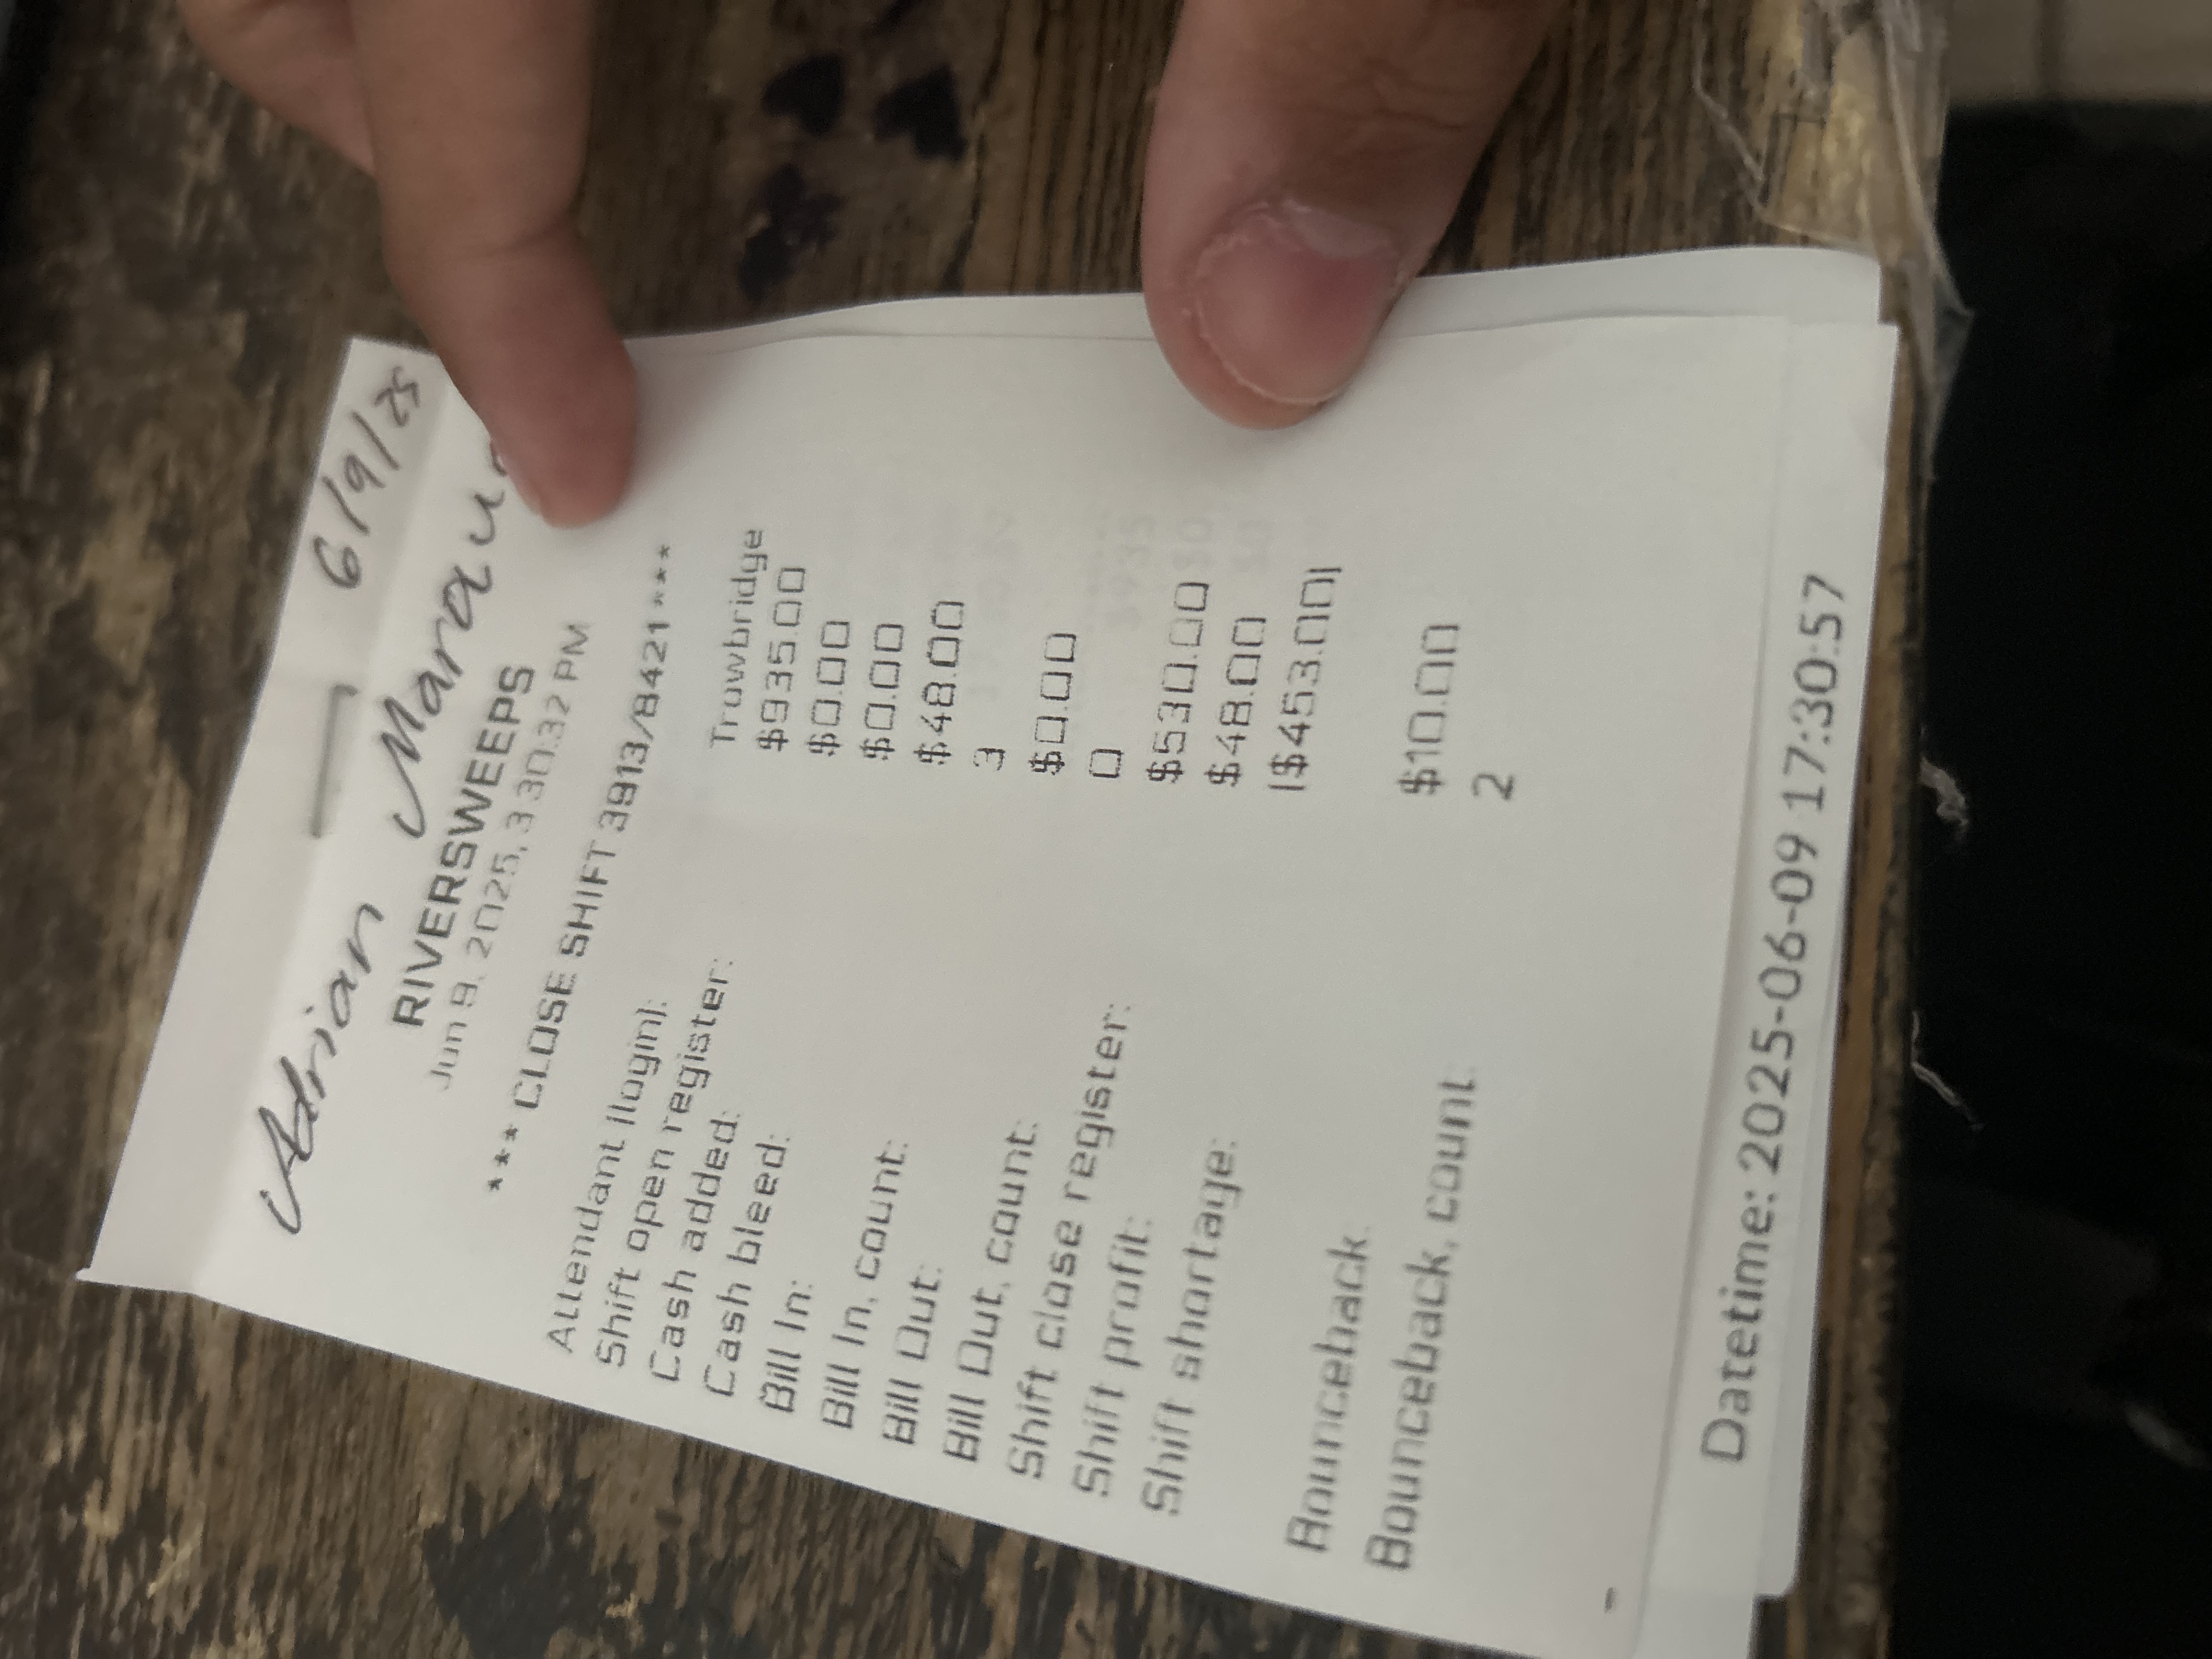 6/9/25
Adrian
RIVERSWEEPS
Jun 9, 2025, 3:30:32 PM
*** CLOSE SHIFT 3913/8421 ***
Attendant (login): Truwbridge
Shift open register: $935.00
Cash added: $0.00
Cash bleed: $0.00
Bill In: $48.00
Bill In, count: 3
Bill Out: $0.00
Bill Out, count: 0
Shift close register: $530.00
Shift profit: $48.00
Shift shortage: ($453.00)
Bounceback: $10.00
Bounceback, count: 2
Datetime: 2025-06-09 17:30:57